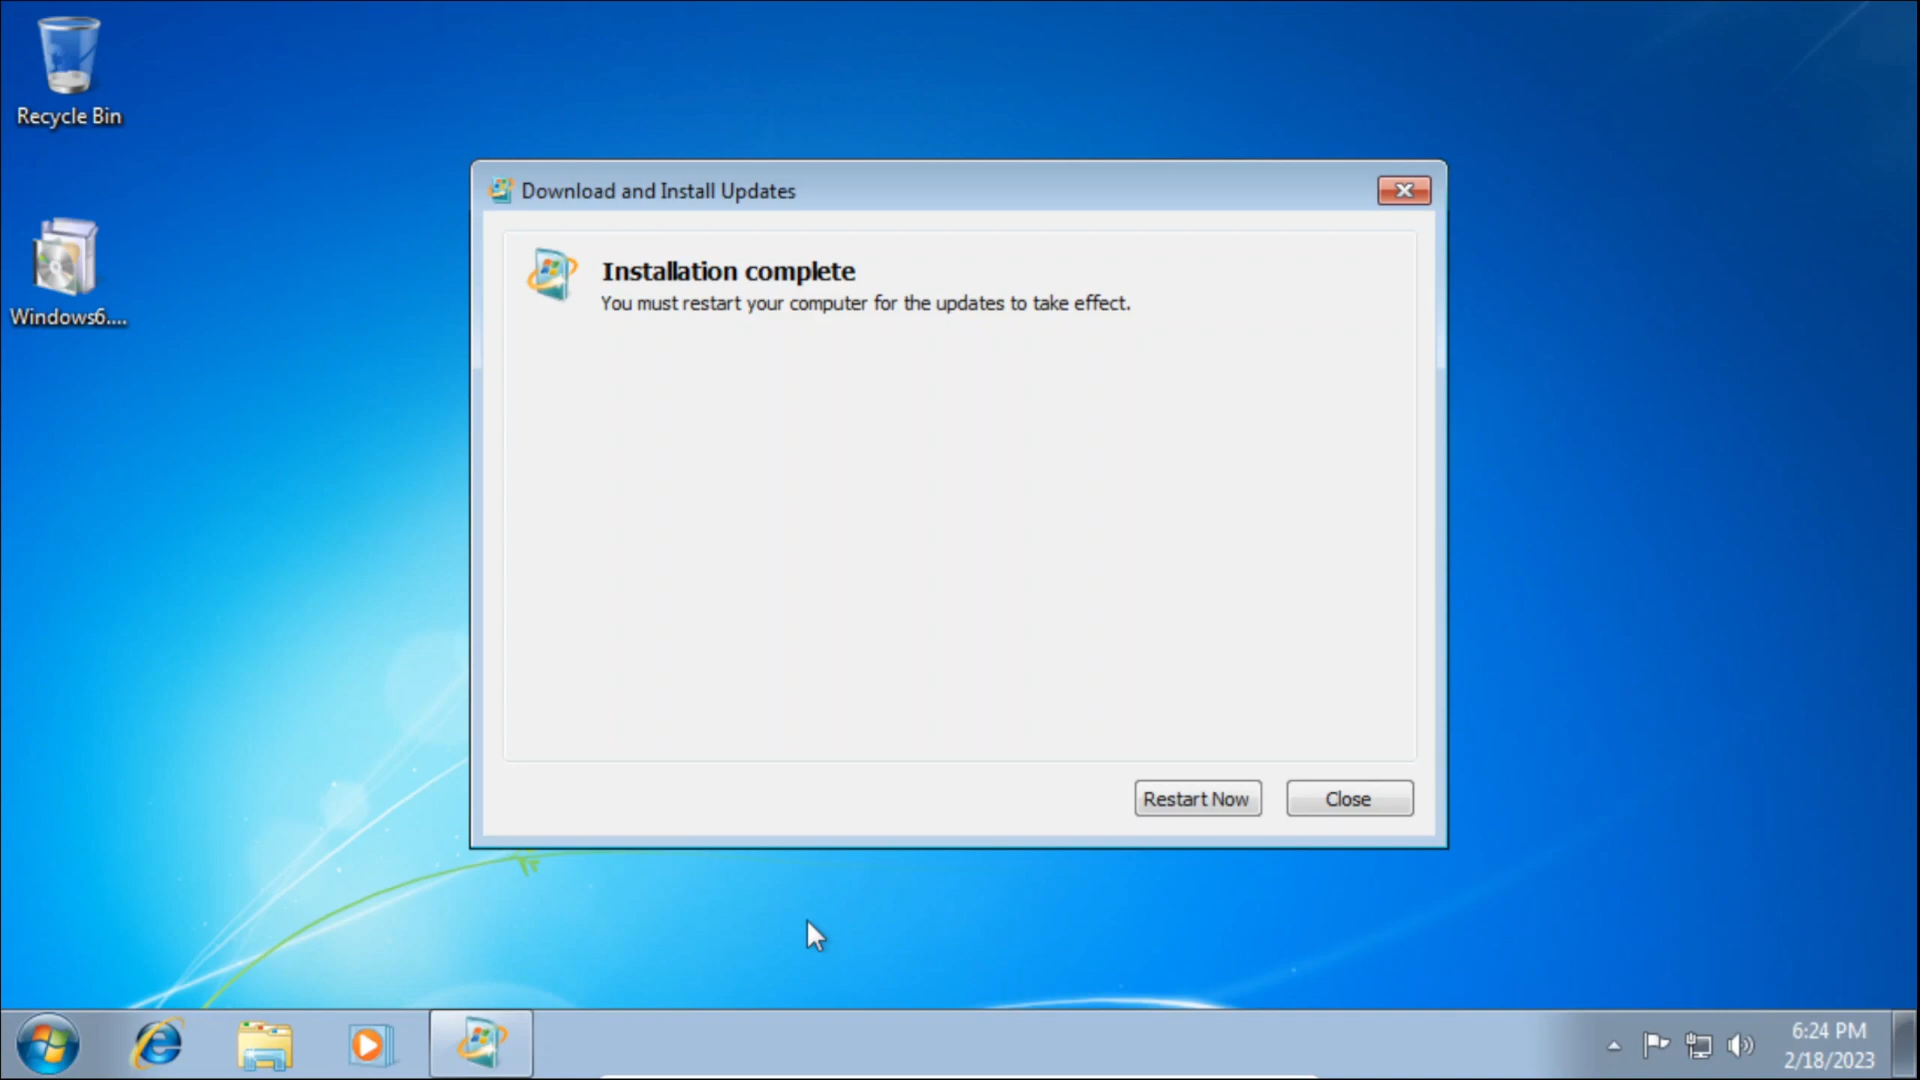 Recycle Bin
Windows6....
Download and Install Updates
Installation complete
You must restart your computer for the updates to take effect.
Restart Now
Close
6:24 PM
2/18/2023